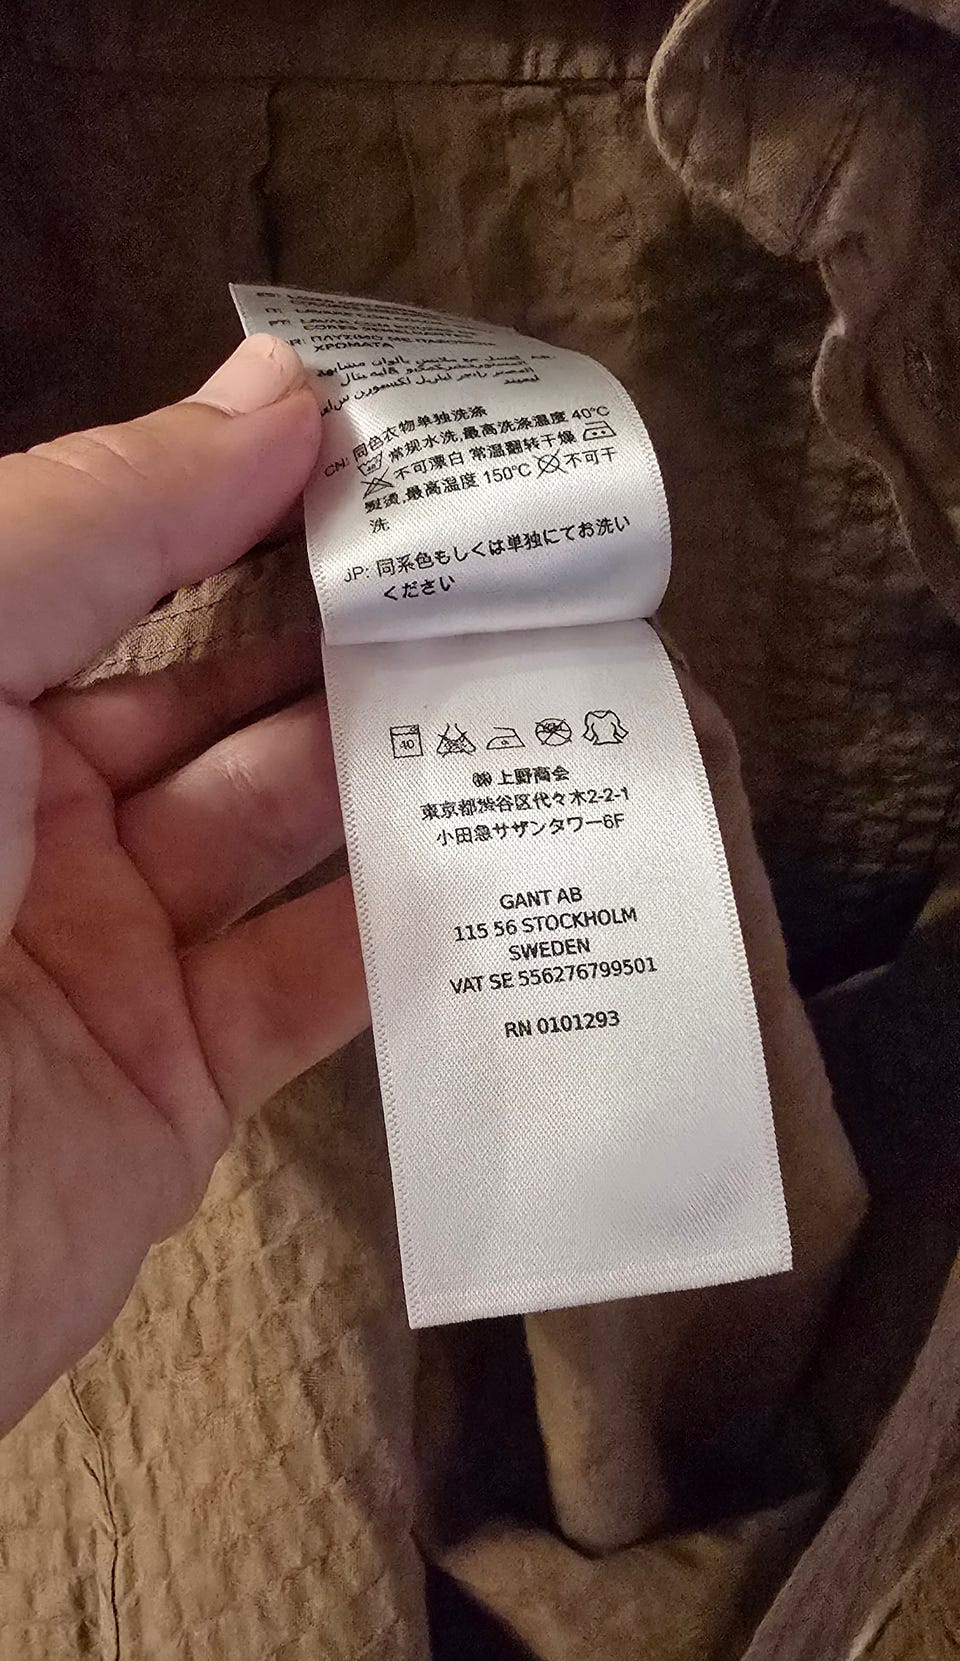 ΠΛΥΣΙΜΟ ΜΕ
ΧΡΩΜΑΤΑ
CN: 同色衣物单独洗涤
常规水洗,最高洗涤温度 40°C
不可漂白 常温翻转干燥
熨烫,最高温度 150°C 不可干
洗
JP: 同系色もしくは単独にてお洗い
ください
40
㈱ 上野商会
東京都渋谷区代々木2-2-1
小田急サザンタワー6F
GANT AB
115 56 STOCKHOLM
SWEDEN
VAT SE 556276799501
RN 0101293